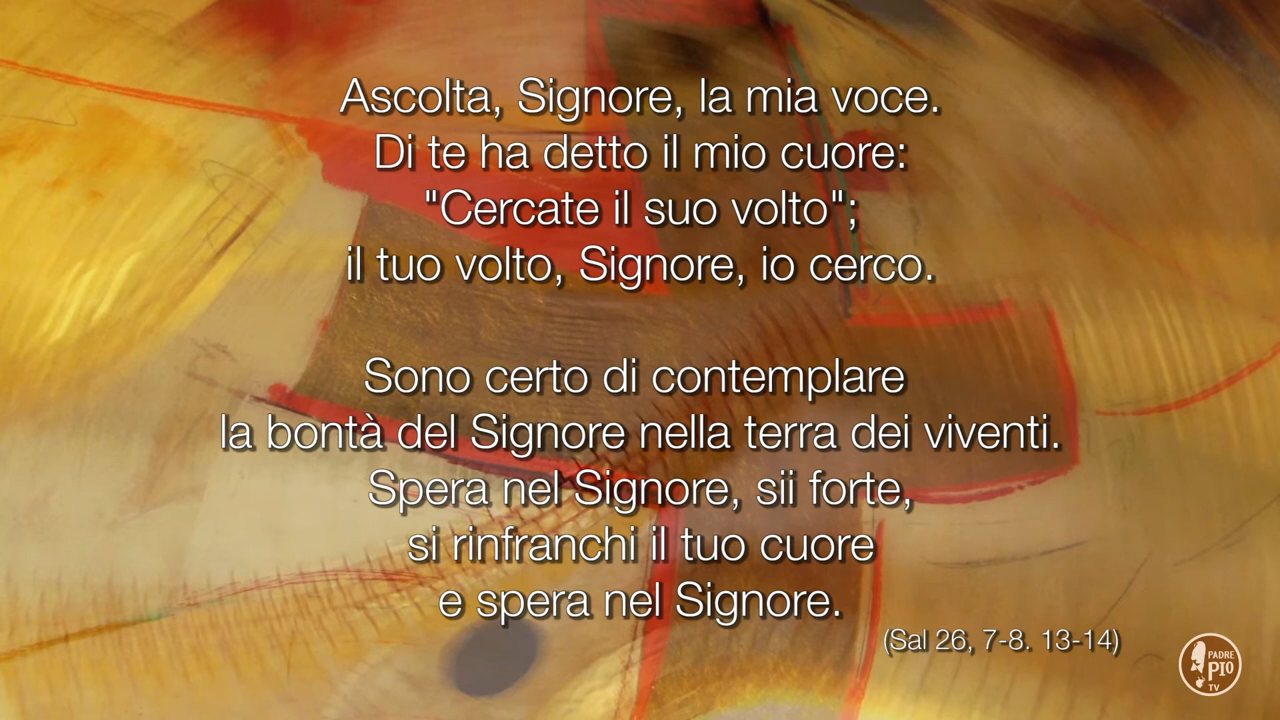 Ascolta, Signore, la mia voce.
Di te ha detto il mio cuore:
"Cercate il suo volto";
il tuo volto, Signore, io cerco.
Sono certo di contemplare
la bontà del Signore nella terra dei viventi.
Spera nel Signore, sii forte,
si rinfranchi il tuo cuore
e spera nel Signore.
(Sal 26, 7-8. 13-14)
PADRE
PIO
TV